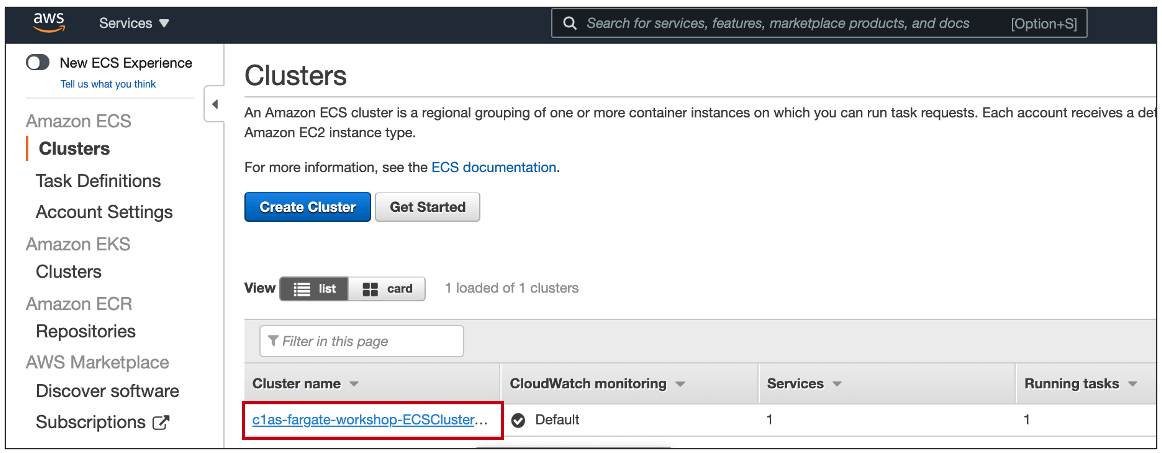 aws Services Search for services, features, marketplace products, and docs [Option+S]
New ECS Experience
Tell us what you think
Amazon ECS
Clusters
Task Definitions
Account Settings
Amazon EKS
Clusters
Amazon ECR
Repositories
AWS Marketplace
Discover software
Subscriptions
Clusters
An Amazon ECS cluster is a regional grouping of one or more container instances on which you can run task requests. Each account receives a def
Amazon EC2 instance type.
For more information, see the ECS documentation.
Create Cluster Get Started
View list card 1 loaded of 1 clusters
Filter in this page
Cluster name CloudWatch monitoring Services Running tasks
c1as-fargate-workshop-ECSCluster... Default 1 1